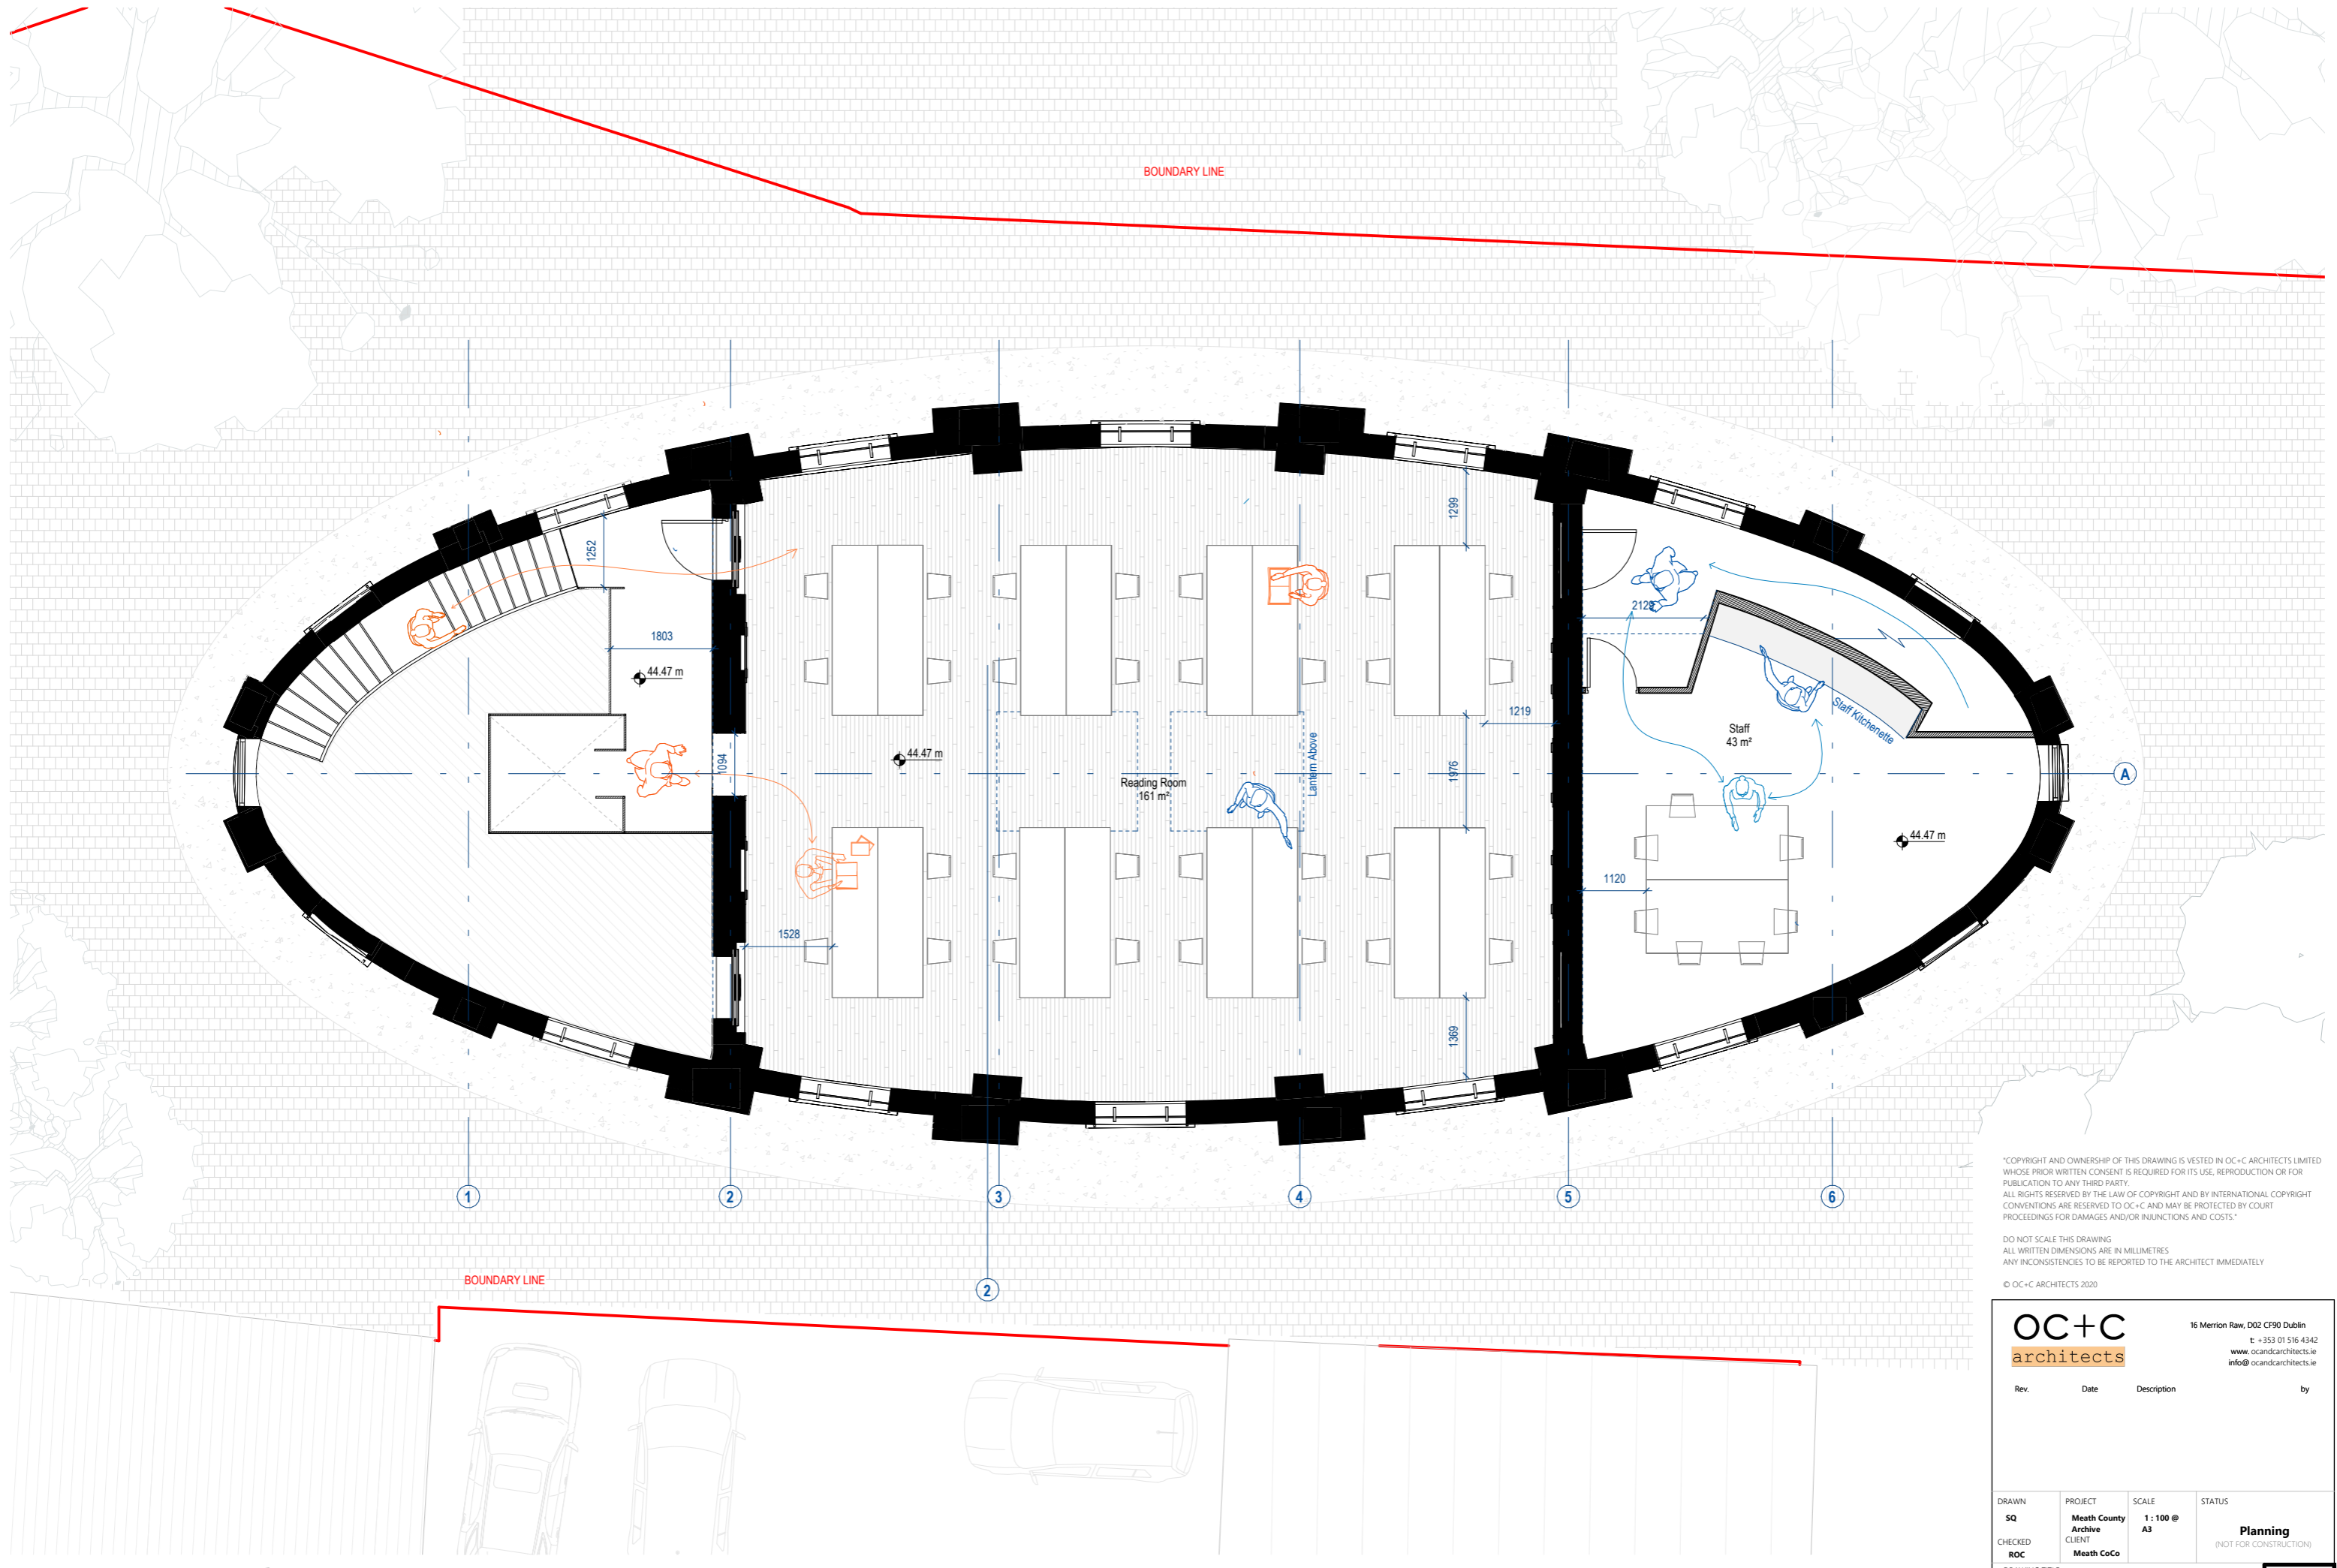 BOUNDARY LINE
1299
1252
2128
1803
44.47 m
1219
Staff Kitchenette
Staff
43 m²
1094
44.47 m
Lantern Above
1976
Reading Room
161 m²
A
44.47 m
1120
1528
1369
1
2
3
4
5
6
2
BOUNDARY LINE
"COPYRIGHT AND OWNERSHIP OF THIS DRAWING IS VESTED IN OC+C ARCHITECTS LIMITED
WHOSE PRIOR WRITTEN CONSENT IS REQUIRED FOR ITS USE, REPRODUCTION OR FOR
PUBLICATION TO ANY THIRD PARTY.
ALL RIGHTS RESERVED BY THE LAW OF COPYRIGHT AND BY INTERNATIONAL COPYRIGHT
CONVENTIONS ARE RESERVED TO OC+C AND MAY BE PROTECTED BY COURT
PROCEEDINGS FOR DAMAGES AND/OR INJUNCTIONS AND COSTS."
DO NOT SCALE THIS DRAWING
ALL WRITTEN DIMENSIONS ARE IN MILLIMETRES
ANY INCONSISTENCIES TO BE REPORTED TO THE ARCHITECT IMMEDIATELY
© OC+C ARCHITECTS 2020
OC+C
architects
16 Merrion Raw, D02 CF90 Dublin
t: +353 01 516 4342
www. ocandcarchitects.ie
info@ ocandcarchitects.ie
Rev. Date Description by
DRAWN PROJECT SCALE STATUS
SQ Meath County 1 : 100 @
Archive A3 Planning
CHECKED CLIENT (NOT FOR CONSTRUCTION)
ROC Meath CoCo